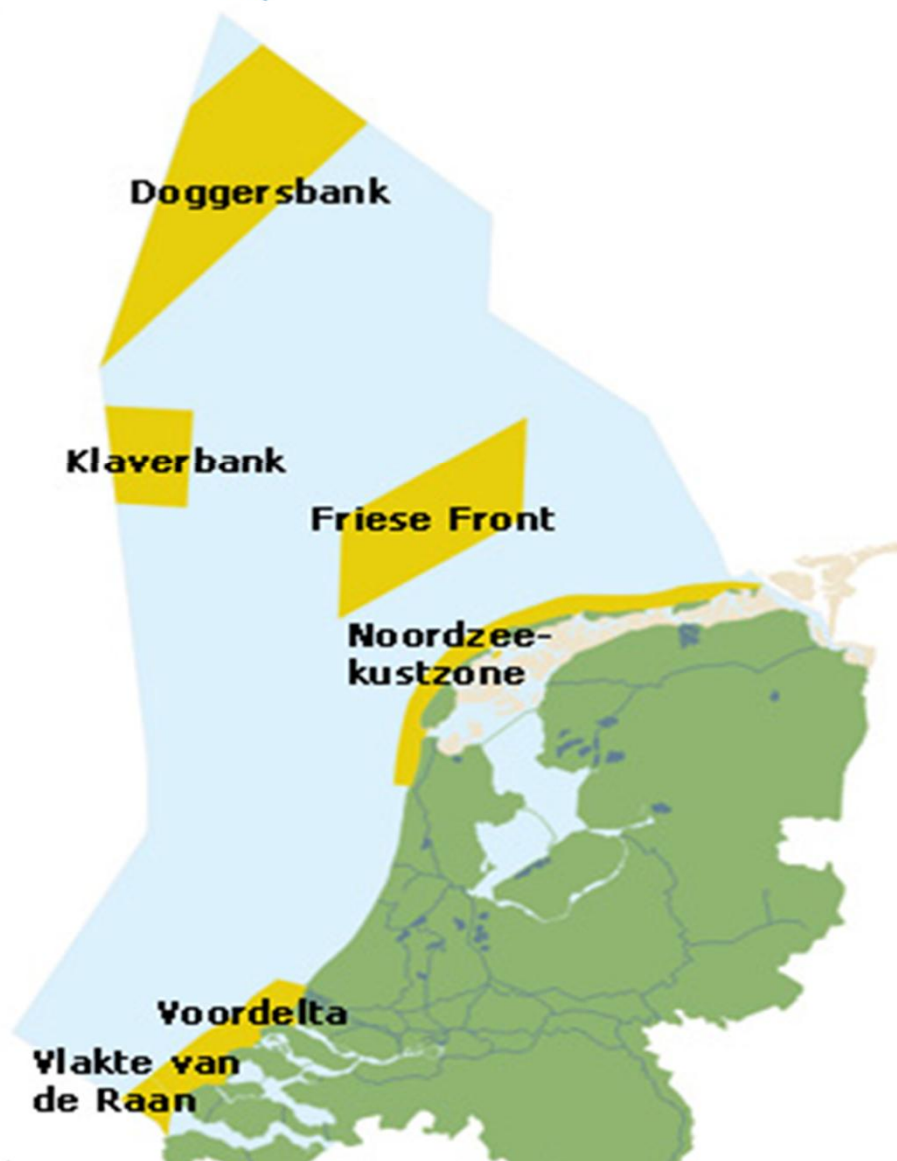 Doggersbank
Klaverbank
Friese Front
Noordzee-
kustzone
Voordelta
Vlakte van
de Raan